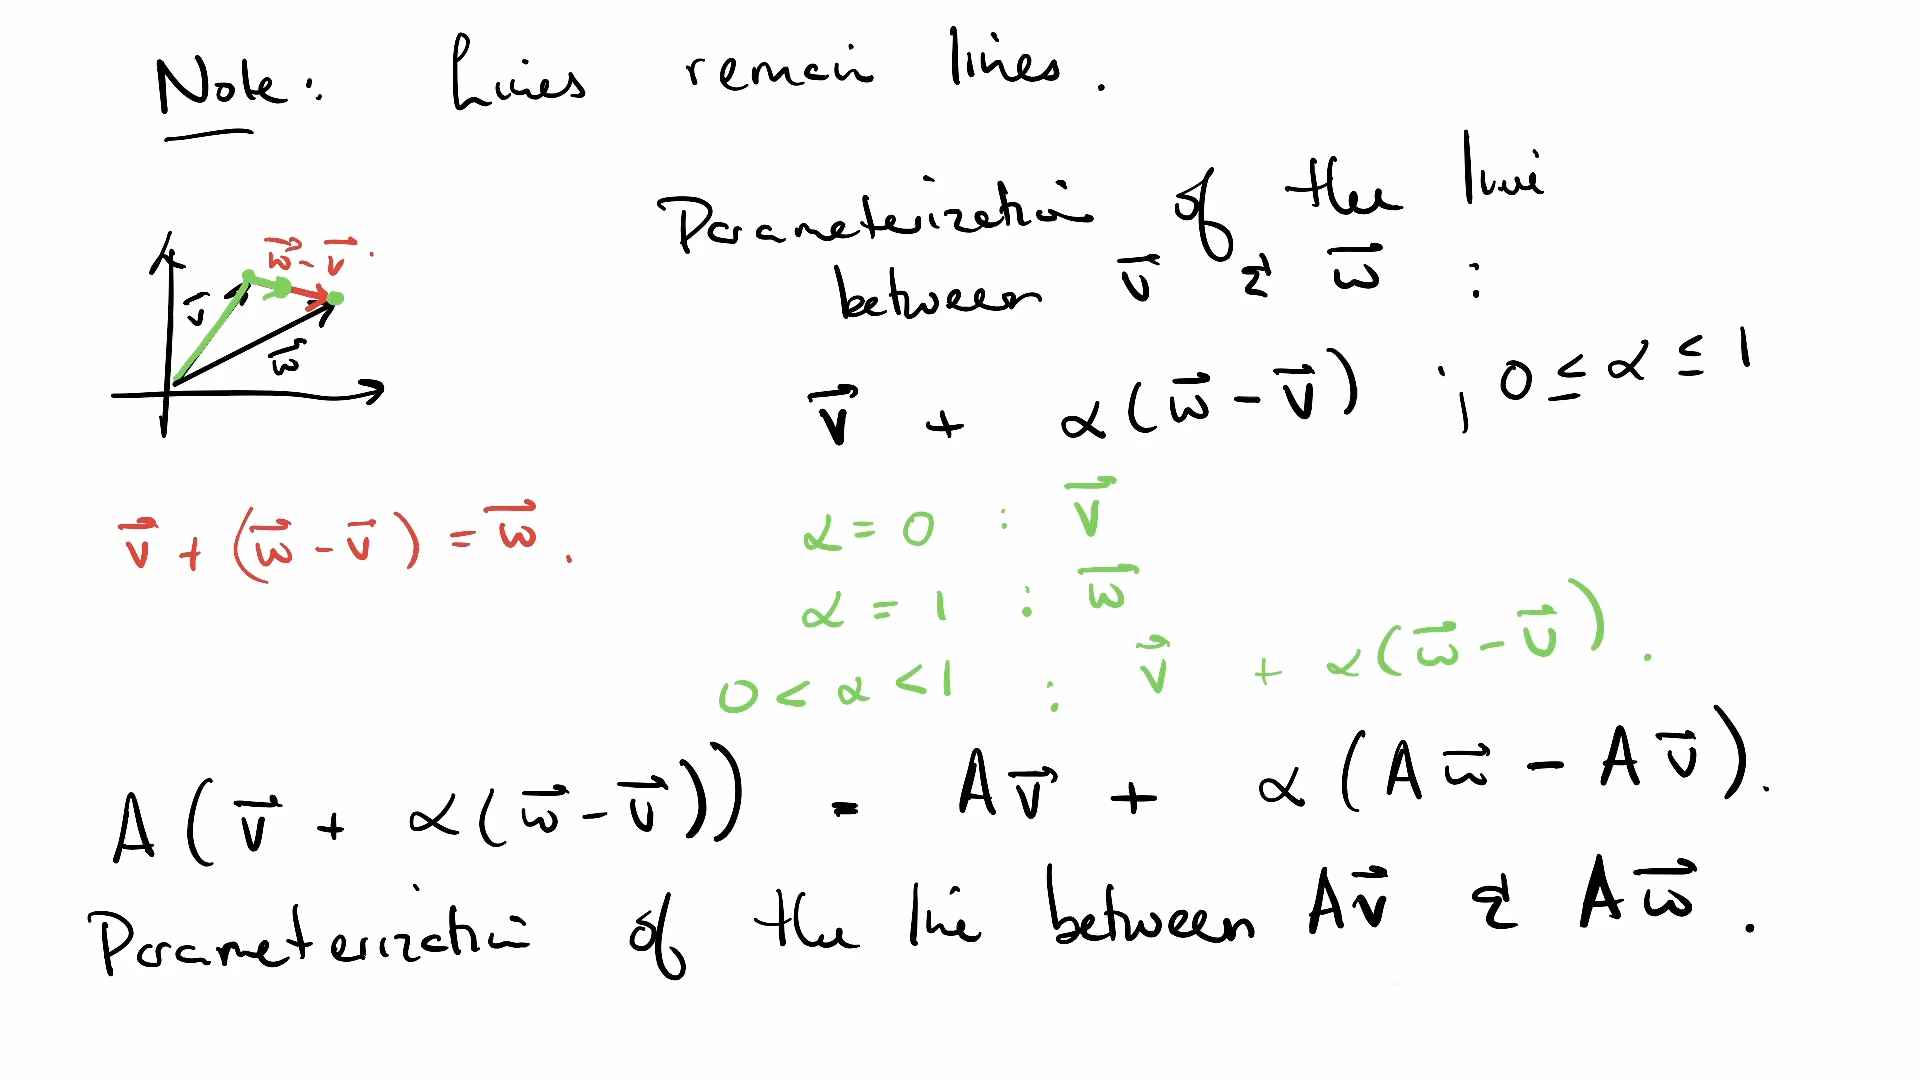 Note: Lines remain lines.
Parameterization of the line
between v⃗ & w⃗ :
w⃗ - v⃗.
v⃗
w⃗
v⃗ + α(w⃗ - v⃗) ; 0 ≤ α ≤ 1
v⃗ + (w⃗ - v⃗) = w⃗.
α = 0 : v⃗
α = 1 : w⃗
0 < α < 1 : v⃗ + α(w⃗ - v⃗).
A(v⃗ + α(w⃗ - v⃗)) = Av⃗ + α(Aw⃗ - Av⃗).
Parameterization of the line between Av⃗ & Aw⃗.